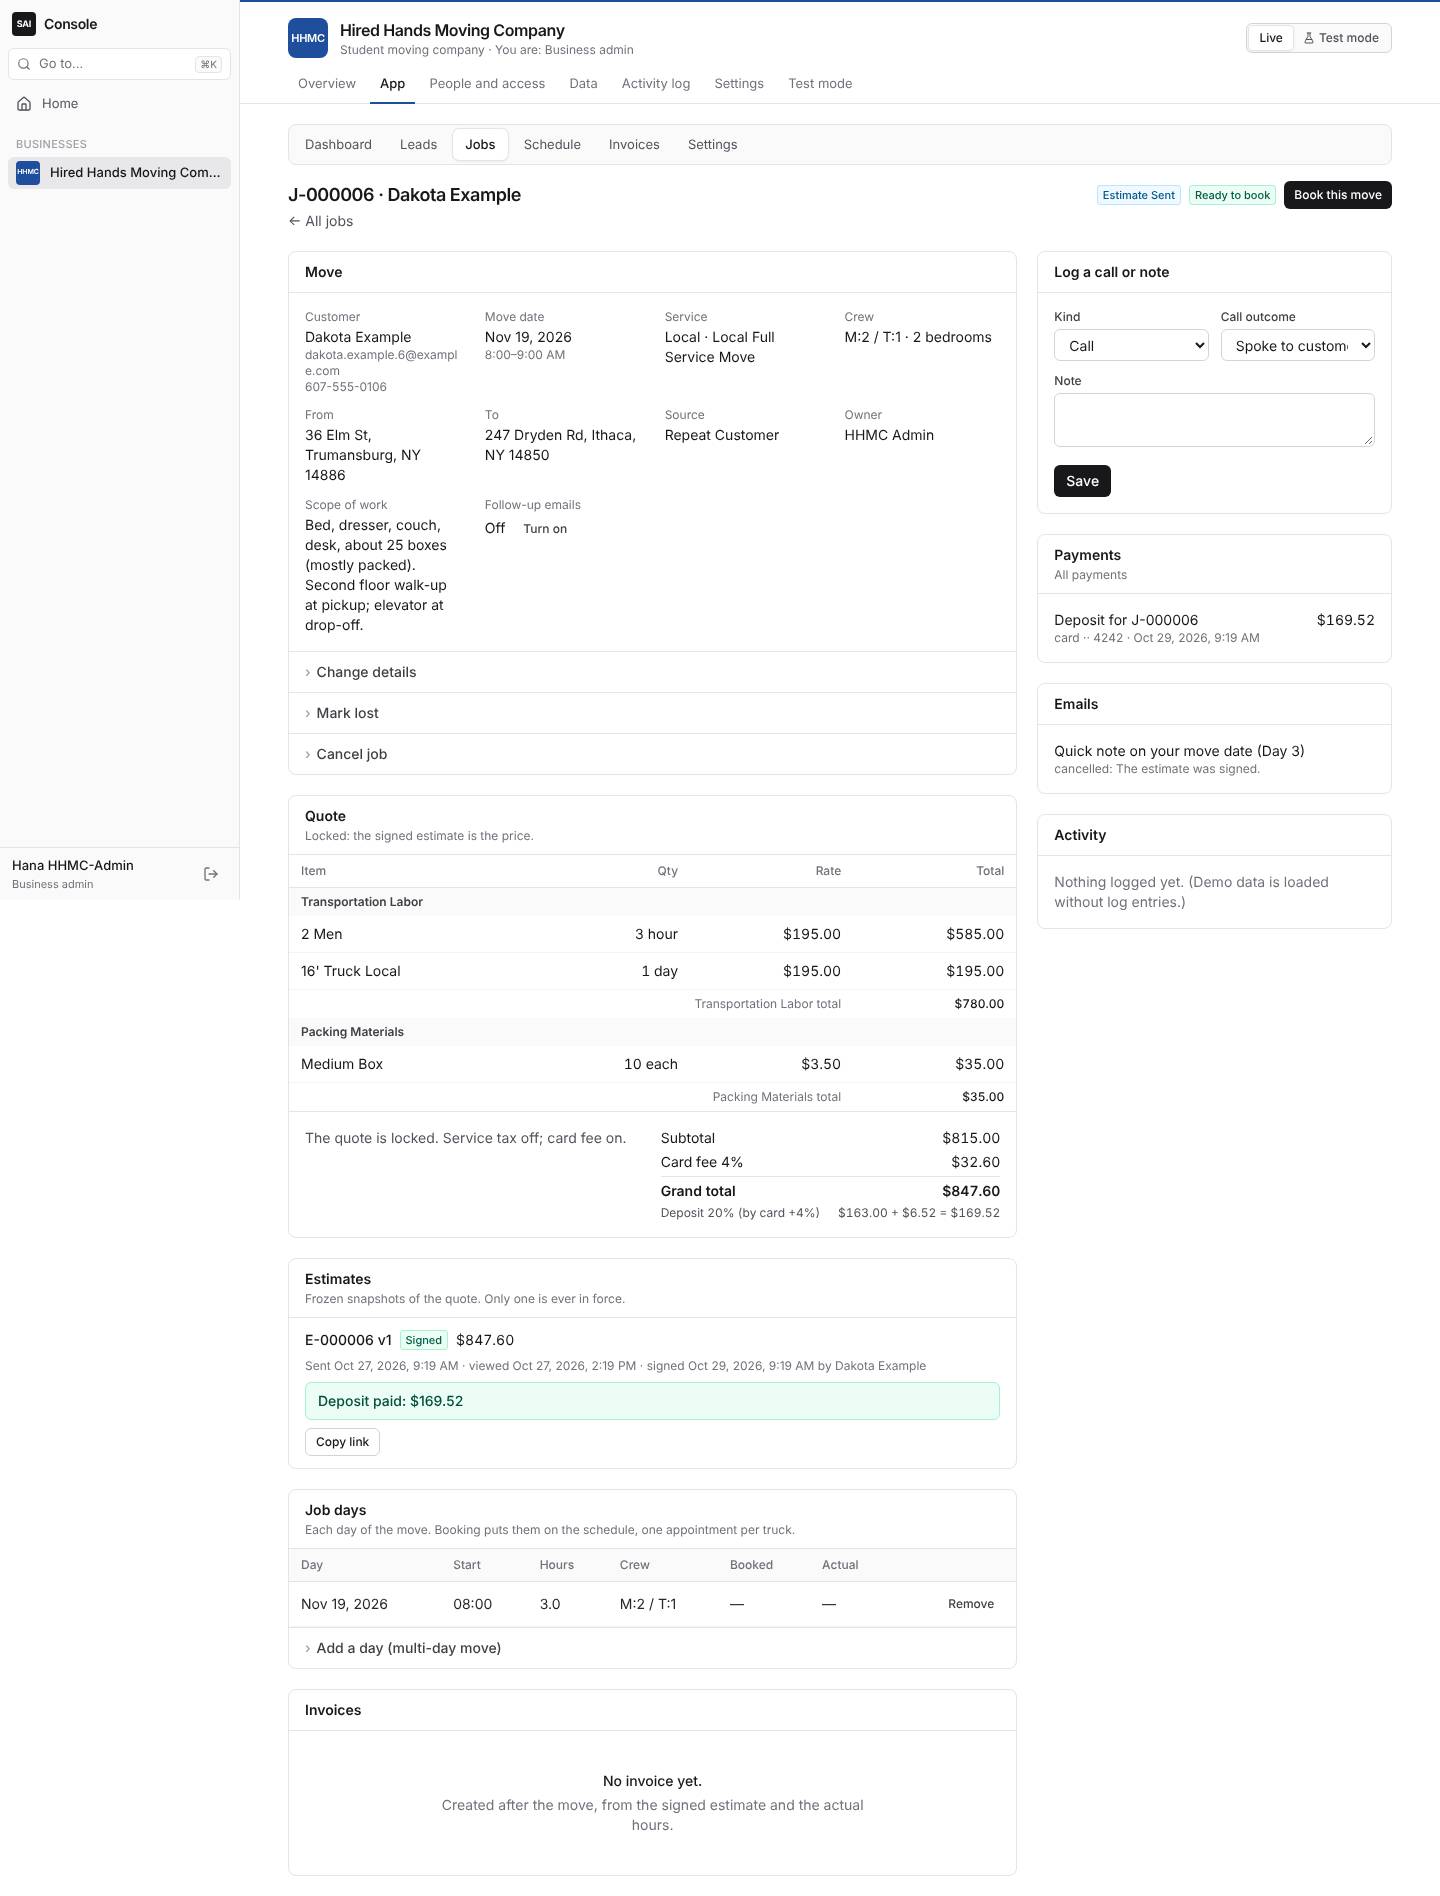 SAI Console
Go to... ⌘K
Home
BUSINESSES
HHMC Hired Hands Moving Com...
Hana HHMC-Admin
Business admin
HHMC
Hired Hands Moving Company
Student moving company · You are: Business admin
Live Test mode
Overview App People and access Data Activity log Settings Test mode
Dashboard Leads Jobs Schedule Invoices Settings
J-000006 · Dakota Example
Estimate Sent Ready to book Book this move
← All jobs
Move
Customer
Dakota Example
dakota.example.6@exampl
e.com
607-555-0106
Move date
Nov 19, 2026
8:00–9:00 AM
Service
Local · Local Full
Service Move
Crew
M:2 / T:1 · 2 bedrooms
From
36 Elm St,
Trumansburg, NY
14886
To
247 Dryden Rd, Ithaca,
NY 14850
Source
Repeat Customer
Owner
HHMC Admin
Scope of work
Bed, dresser, couch,
desk, about 25 boxes
(mostly packed).
Second floor walk-up
at pickup; elevator at
drop-off.
Follow-up emails
Off Turn on
› Change details
› Mark lost
› Cancel job
Quote
Locked: the signed estimate is the price.
Item Qty Rate Total
Transportation Labor
2 Men 3 hour $195.00 $585.00
16' Truck Local 1 day $195.00 $195.00
Transportation Labor total $780.00
Packing Materials
Medium Box 10 each $3.50 $35.00
Packing Materials total $35.00
The quote is locked. Service tax off; card fee on.
Subtotal $815.00
Card fee 4% $32.60
Grand total $847.60
Deposit 20% (by card +4%) $163.00 + $6.52 = $169.52
Estimates
Frozen snapshots of the quote. Only one is ever in force.
E-000006 v1 Signed $847.60
Sent Oct 27, 2026, 9:19 AM · viewed Oct 27, 2026, 2:19 PM · signed Oct 29, 2026, 9:19 AM by Dakota Example
Deposit paid: $169.52
Copy link
Job days
Each day of the move. Booking puts them on the schedule, one appointment per truck.
Day Start Hours Crew Booked Actual
Nov 19, 2026 08:00 3.0 M:2 / T:1 — — Remove
› Add a day (multi-day move)
Invoices
No invoice yet.
Created after the move, from the signed estimate and the actual
hours.
Log a call or note
Kind Call outcome
Call Spoke to custome
Note
Save
Payments
All payments
Deposit for J-000006 $169.52
card ·· 4242 · Oct 29, 2026, 9:19 AM
Emails
Quick note on your move date (Day 3)
cancelled: The estimate was signed.
Activity
Nothing logged yet. (Demo data is loaded
without log entries.)